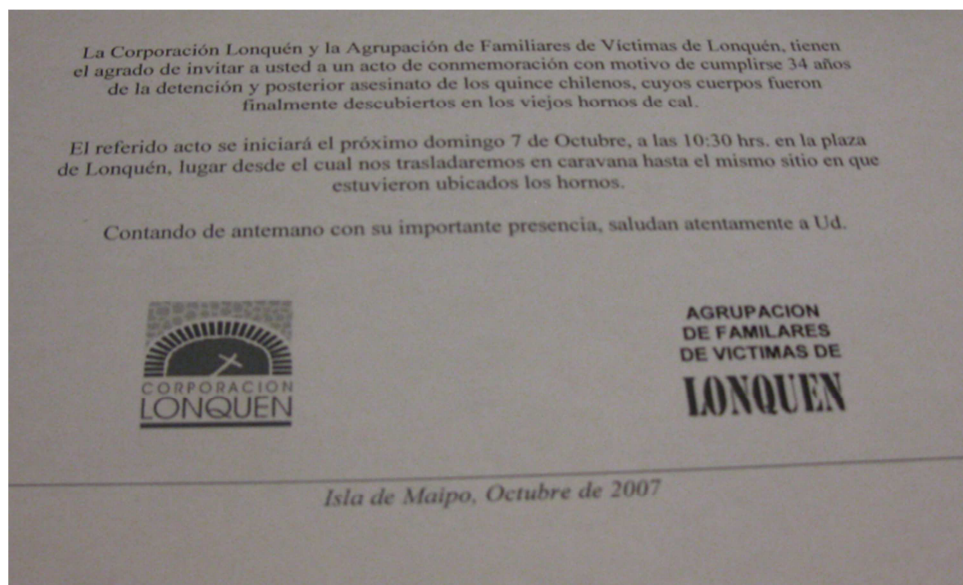 La Corporación Lonquén y la Agrupación de Familiares de Víctimas de Lonquén, tienen
el agrado de invitar a usted a un acto de conmemoración con motivo de cumplirse 34 años
de la detención y posterior asesinato de los quince chilenos, cuyos cuerpos fueron
finalmente descubiertos en los viejos hornos de cal.
El referido acto se iniciará el próximo domingo 7 de Octubre, a las 10:30 hrs. en la plaza
de Lonquén, lugar desde el cual nos trasladaremos en caravana hasta el mismo sitio en que
estuvieron ubicados los hornos.
Contando de antemano con su importante presencia, saludan atentamente a Ud.
CORPORACION
LONQUEN
AGRUPACION
DE FAMILARES
DE VICTIMAS DE
LONQUEN
Isla de Maipo, Octubre de 2007